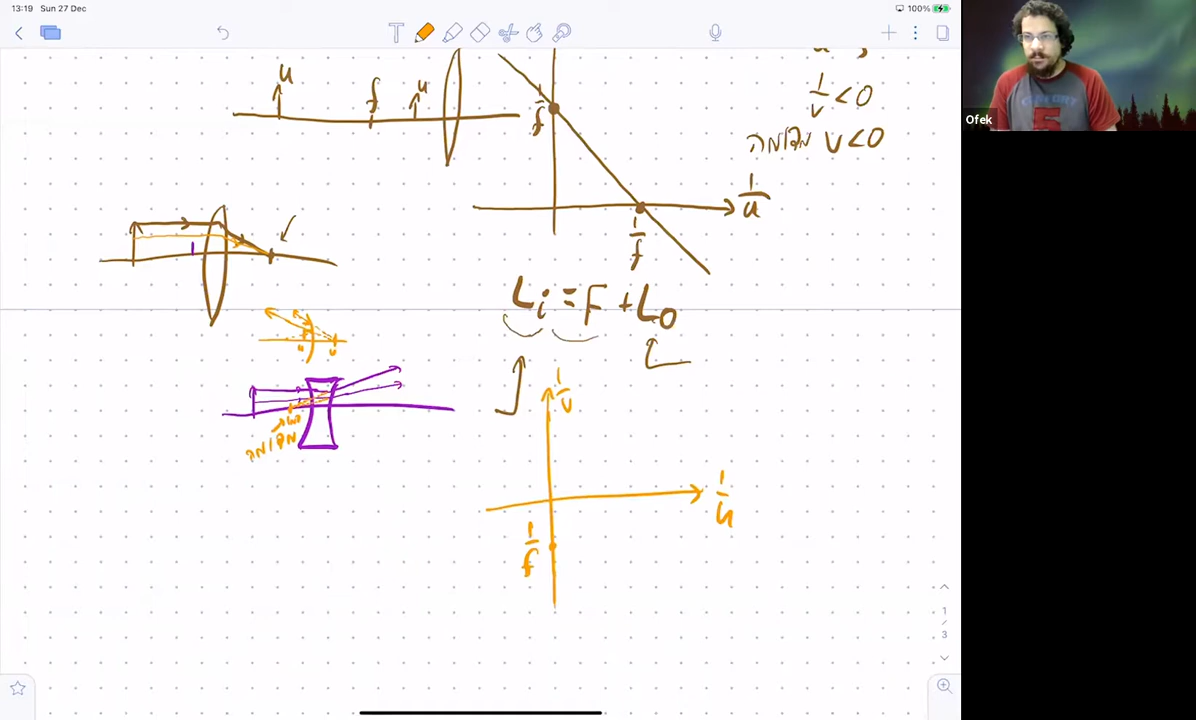 13:19 Sun 27 Dec
100%
T
u
f
u
1/f
1/v < 0
מדומה v < 0
1/u
1/f
Li = F + Lo
u
v
1/v
מדומה
1/u
1/f
1
/
3
Ofek